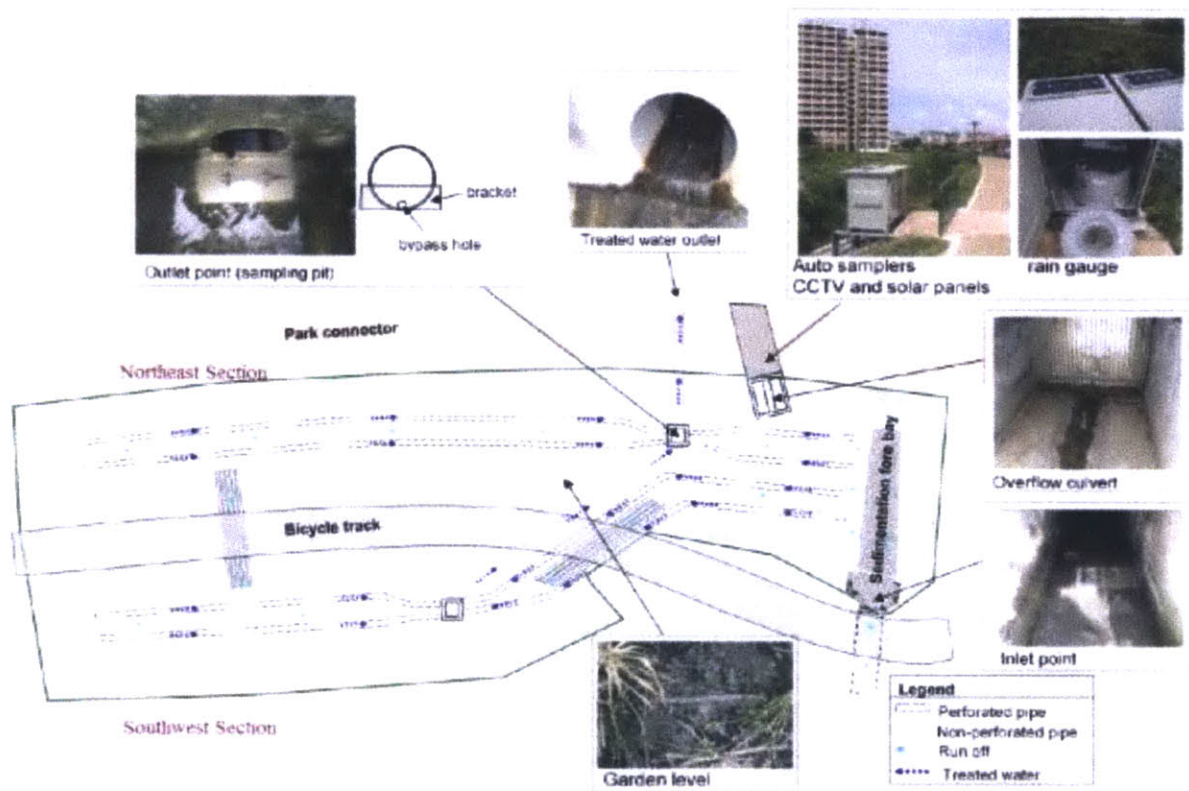 Outlet point (sampling pit)
bracket
bypass hole
Treated water outlet
Auto samplers
CCTV and solar panels
rain gauge
Park connector
Northeast Section
Sedimentation fore bay
Overflow culvert
Bicycle track
Inlet point
Southwest Section
Garden level
Legend
Perforated pipe
Non-perforated pipe
Run off
Treated water